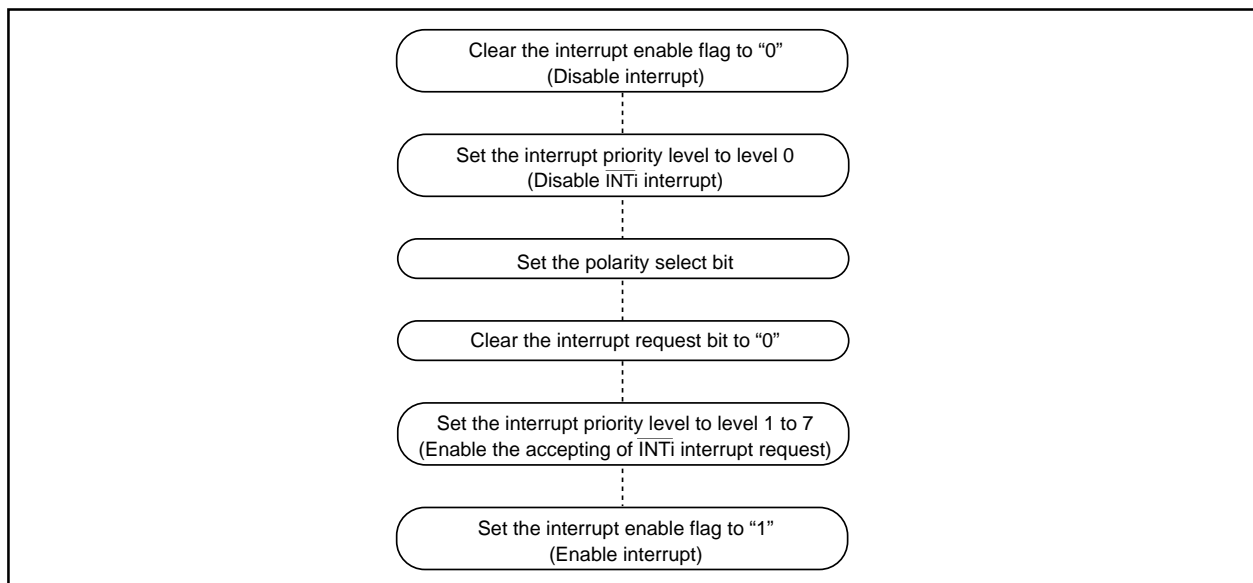 Clear the interrupt enable flag to “0”
(Disable interrupt)
Set the interrupt priority level to level 0
(Disable I̅N̅T̅i̅ interrupt)
Set the polarity select bit
Clear the interrupt request bit to “0”
Set the interrupt priority level to level 1 to 7
(Enable the accepting of I̅N̅T̅i̅ interrupt request)
Set the interrupt enable flag to “1”
(Enable interrupt)